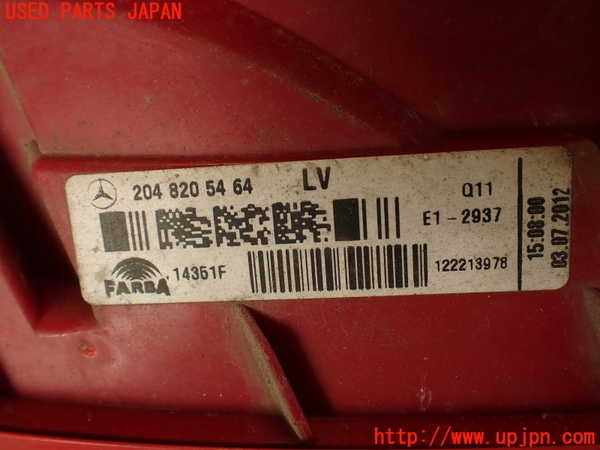 USED PARTS JAPAN
204 820 54 64 LV Q11
E1-2937
FARBA 14351F 122213978
15:08:00
03.07.2012
http://www.upjpn.com